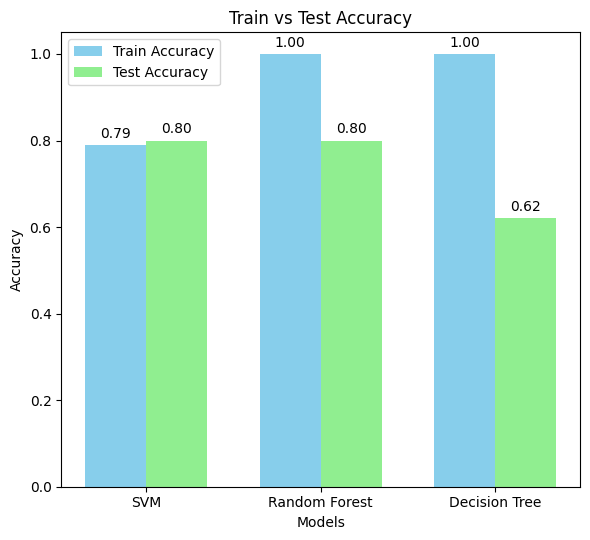 Train vs Test Accuracy
Train Accuracy
Test Accuracy
1.00
1.00
0.79
0.80
0.80
0.62
1.0
0.8
0.6
0.4
0.2
0.0
Accuracy
SVM
Random Forest
Decision Tree
Models